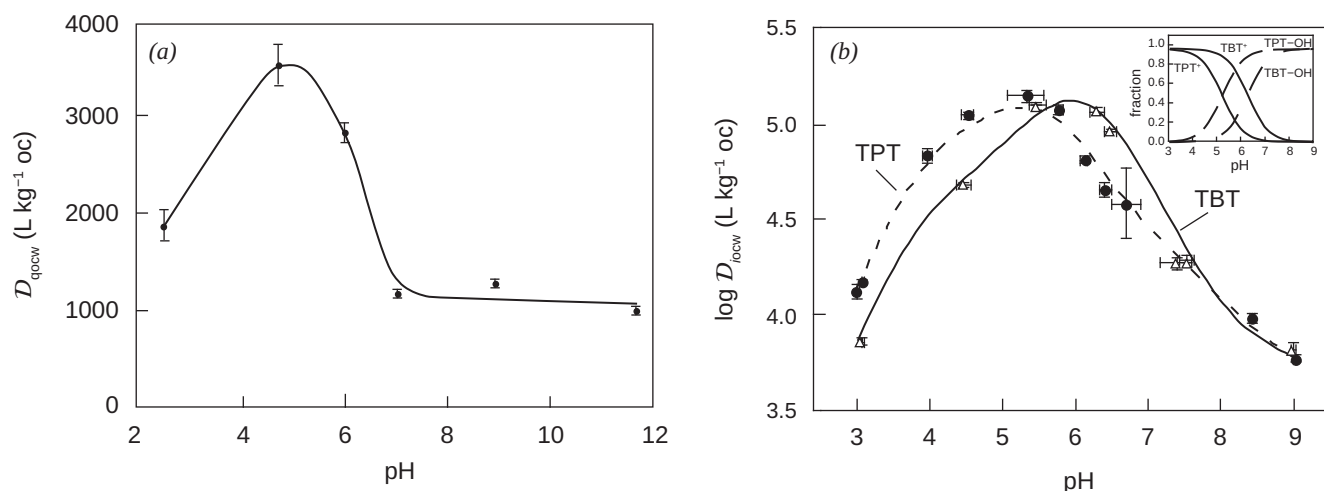 (a)
4000
3000
2000
1000
0
𝒟qocw (L kg⁻¹ oc)
2 4 6 8 10 12
pH
(b)
5.5
5.0
4.5
4.0
3.5
log 𝒟iocw (L kg⁻¹ oc)
TPT
TBT
3 4 5 6 7 8 9
pH
1.0
0.8
0.6
0.4
0.2
0
fraction
TBT⁺
TPT−OH
TPT⁺
TBT−OH
3 4 5 6 7 8 9
pH